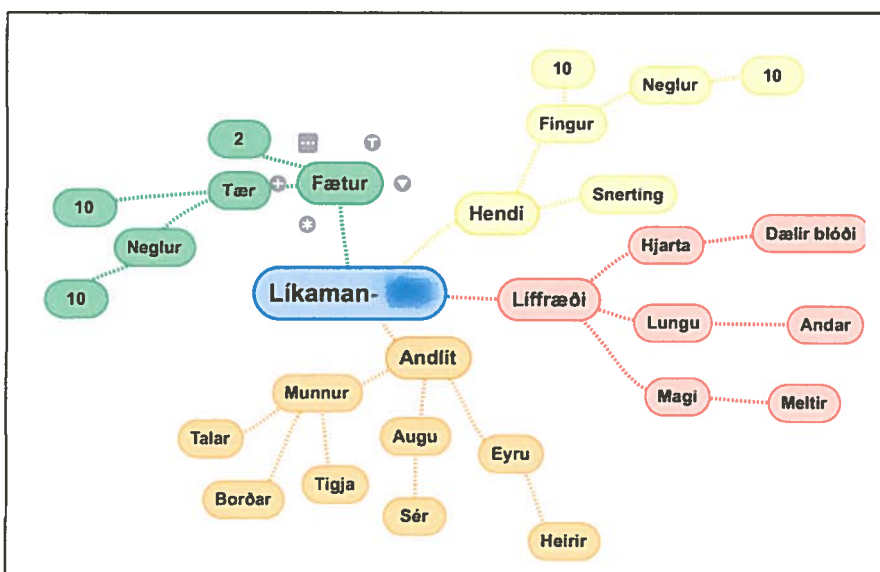 Líkaman-
Fætur
2
Tær
10
Neglur
10
Hendi
Fingur
10
Neglur
10
Snerting
Líffræði
Hjarta
Dælir blóði
Lungu
Andar
Magi
Meltir
Andlit
Munnur
Talar
Borðar
Tigja
Augu
Sér
Eyru
Heirir